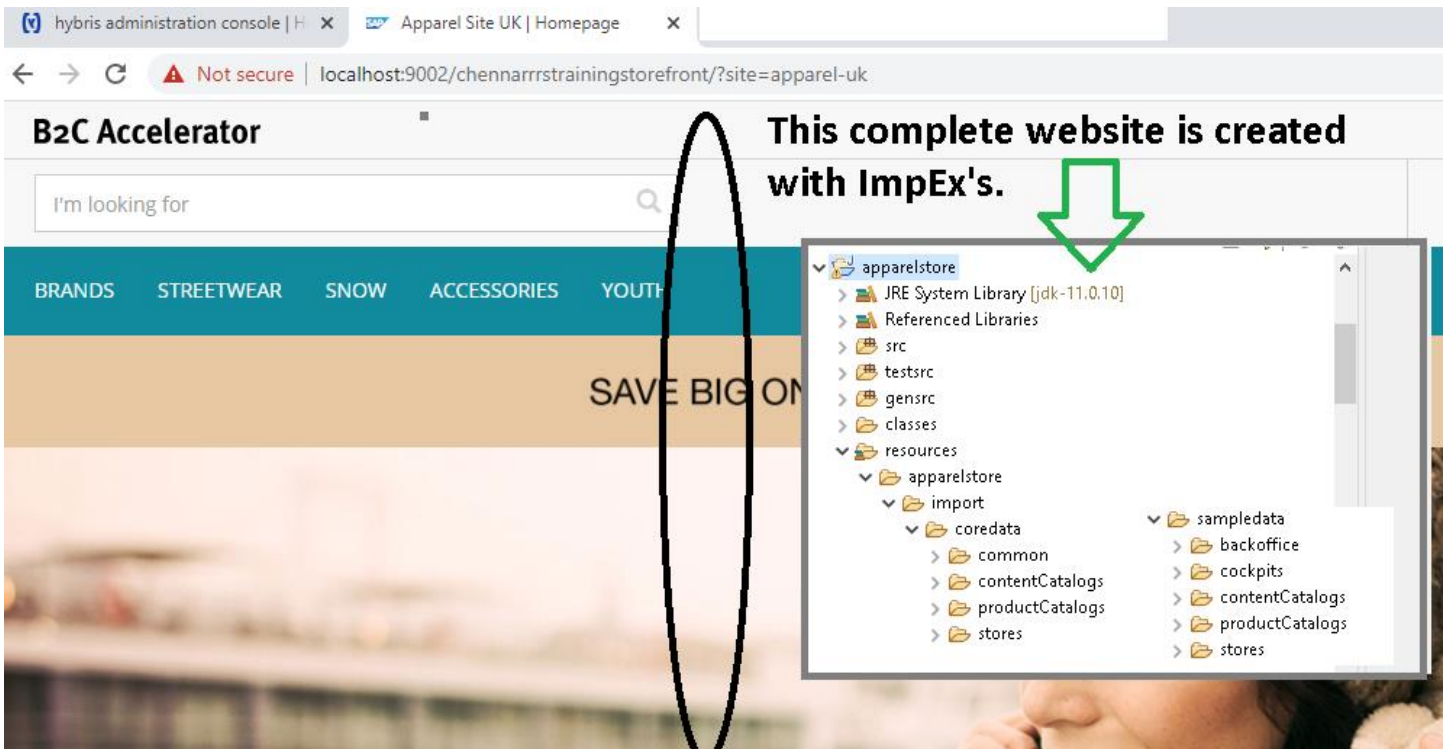 hybris administration console | H
Apparel Site UK | Homepage
Not secure | localhost:9002/chennarrrstrainingstorefront/?site=apparel-uk
B2C Accelerator
This complete website is created
with ImpEx's.
I'm looking for
BRANDS STREETWEAR SNOW ACCESSORIES YOUTH
SAVE BIG ON
apparelstore
JRE System Library [jdk-11.0.10]
Referenced Libraries
src
testsrc
gensrc
classes
resources
apparelstore
import
coredata
common
contentCatalogs
productCatalogs
stores
sampledata
backoffice
cockpits
contentCatalogs
productCatalogs
stores